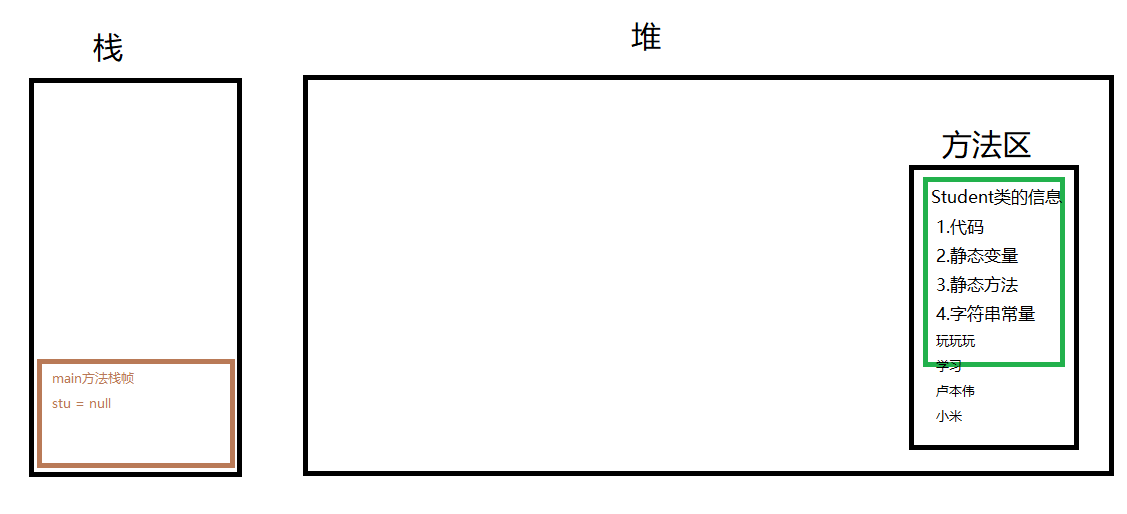 栈
堆
方法区
Student类的信息
1.代码
2.静态变量
3.静态方法
4.字符串常量
玩玩玩
学习
卢本伟
小米
main方法栈帧
stu = null